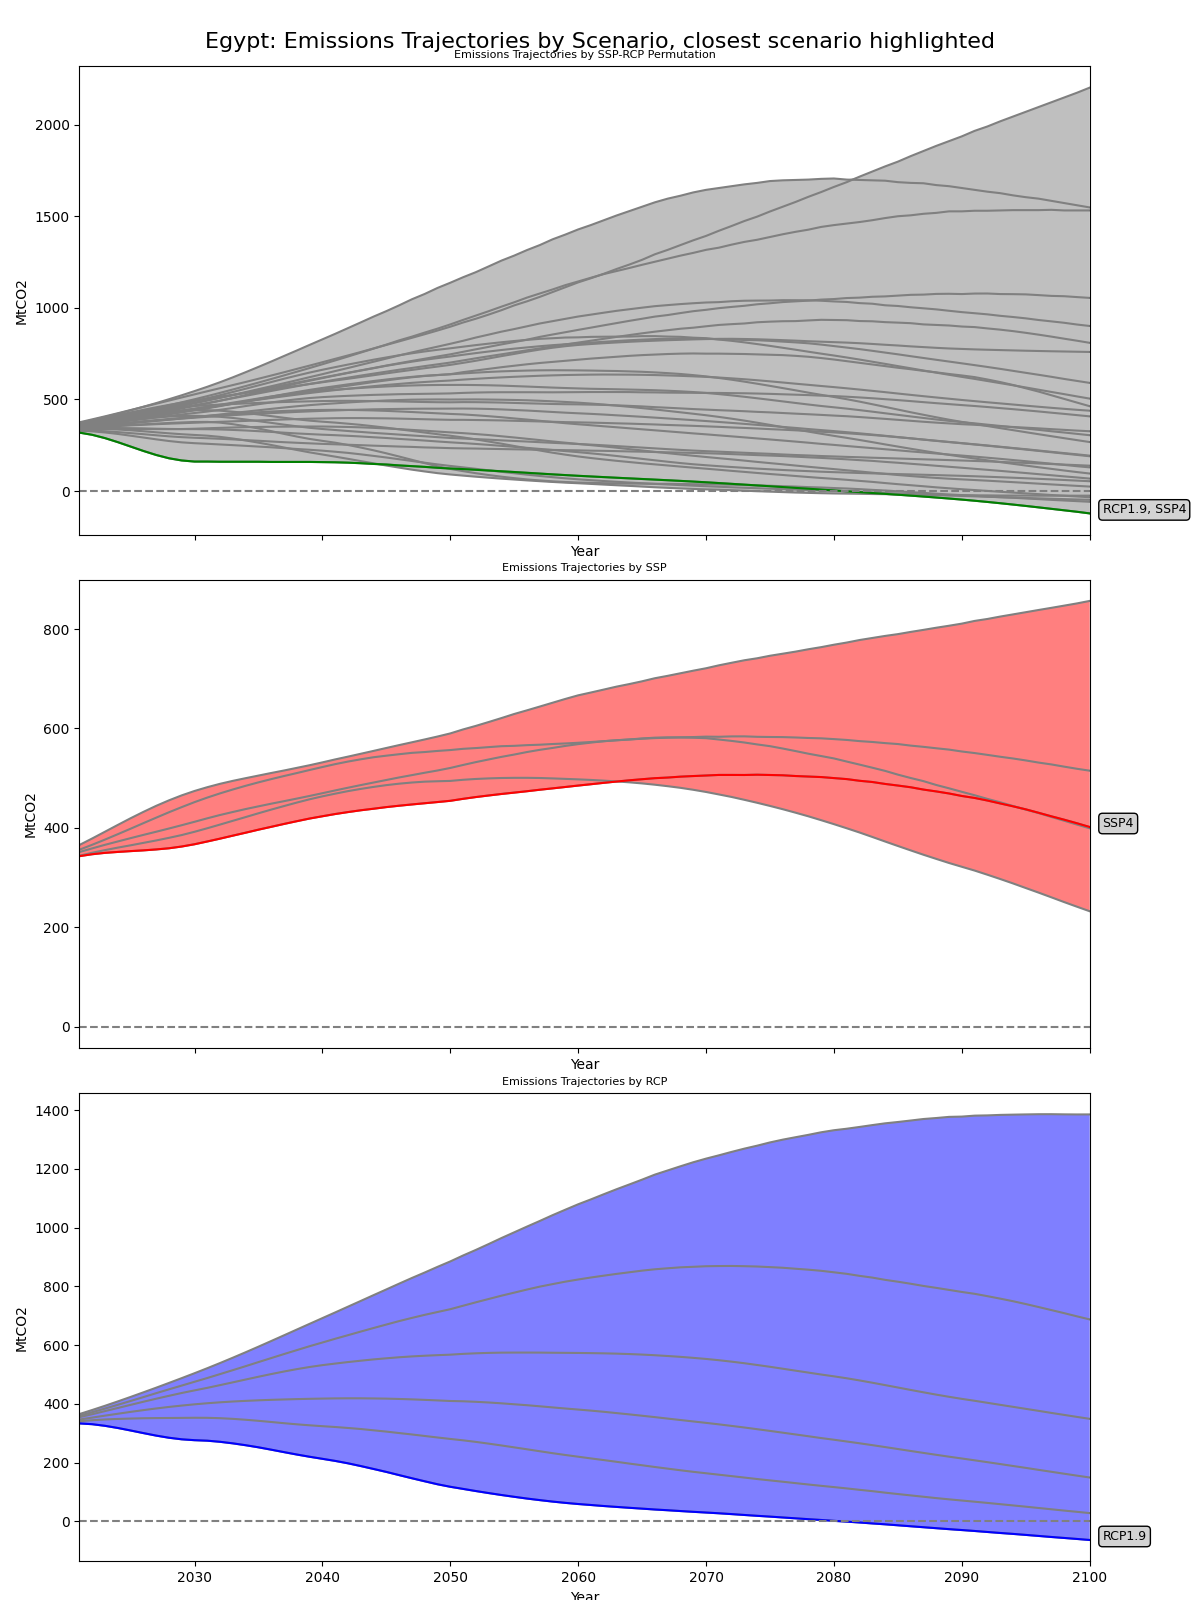 Egypt: Emissions Trajectories by Scenario, closest scenario highlighted
Emissions Trajectories by SSP-RCP Permutation
2000
1500
1000
500
0
MtCO2
RCP1.9, SSP4
Year
Emissions Trajectories by SSP
800
600
400
200
0
MtCO2
SSP4
Year
Emissions Trajectories by RCP
1400
1200
1000
800
600
400
200
0
MtCO2
RCP1.9
2030 2040 2050 2060 2070 2080 2090 2100
Year